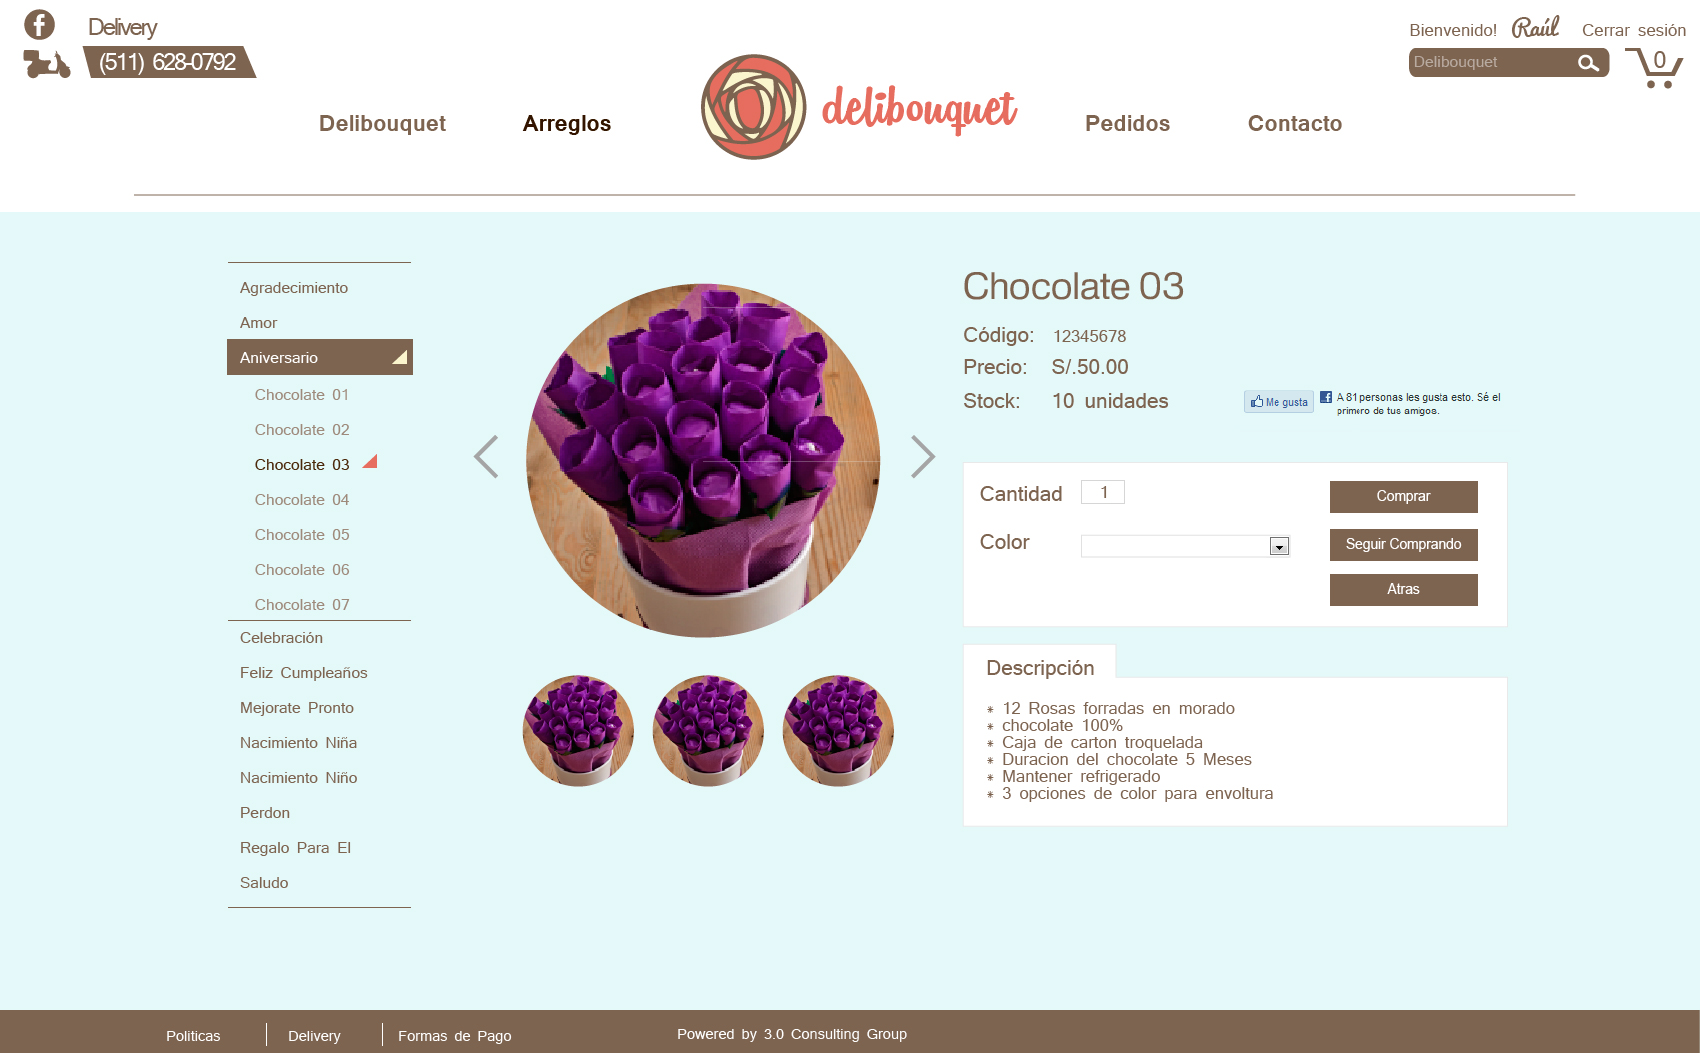 Delivery
(511) 628-0792
Bienvenido! Raúl Cerrar sesión
Delibouquet
0
Delibouquet Arreglos delibouquet Pedidos Contacto
Agradecimiento
Amor
Aniversario
Chocolate 01
Chocolate 02
Chocolate 03
Chocolate 04
Chocolate 05
Chocolate 06
Chocolate 07
Celebración
Feliz Cumpleaños
Mejorate Pronto
Nacimiento Niña
Nacimiento Niño
Perdon
Regalo Para El
Saludo
Chocolate 03
Código: 12345678
Precio: S/.50.00
Stock: 10 unidades
Me gusta
A 81 personas les gusta esto. Sé el
primero de tus amigos.
Cantidad 1
Color
Comprar
Seguir Comprando
Atras
Descripción
* 12 Rosas forradas en morado
* chocolate 100%
* Caja de carton troquelada
* Duracion del chocolate 5 Meses
* Mantener refrigerado
* 3 opciones de color para envoltura
Politicas Delivery Formas de Pago Powered by 3.0 Consulting Group